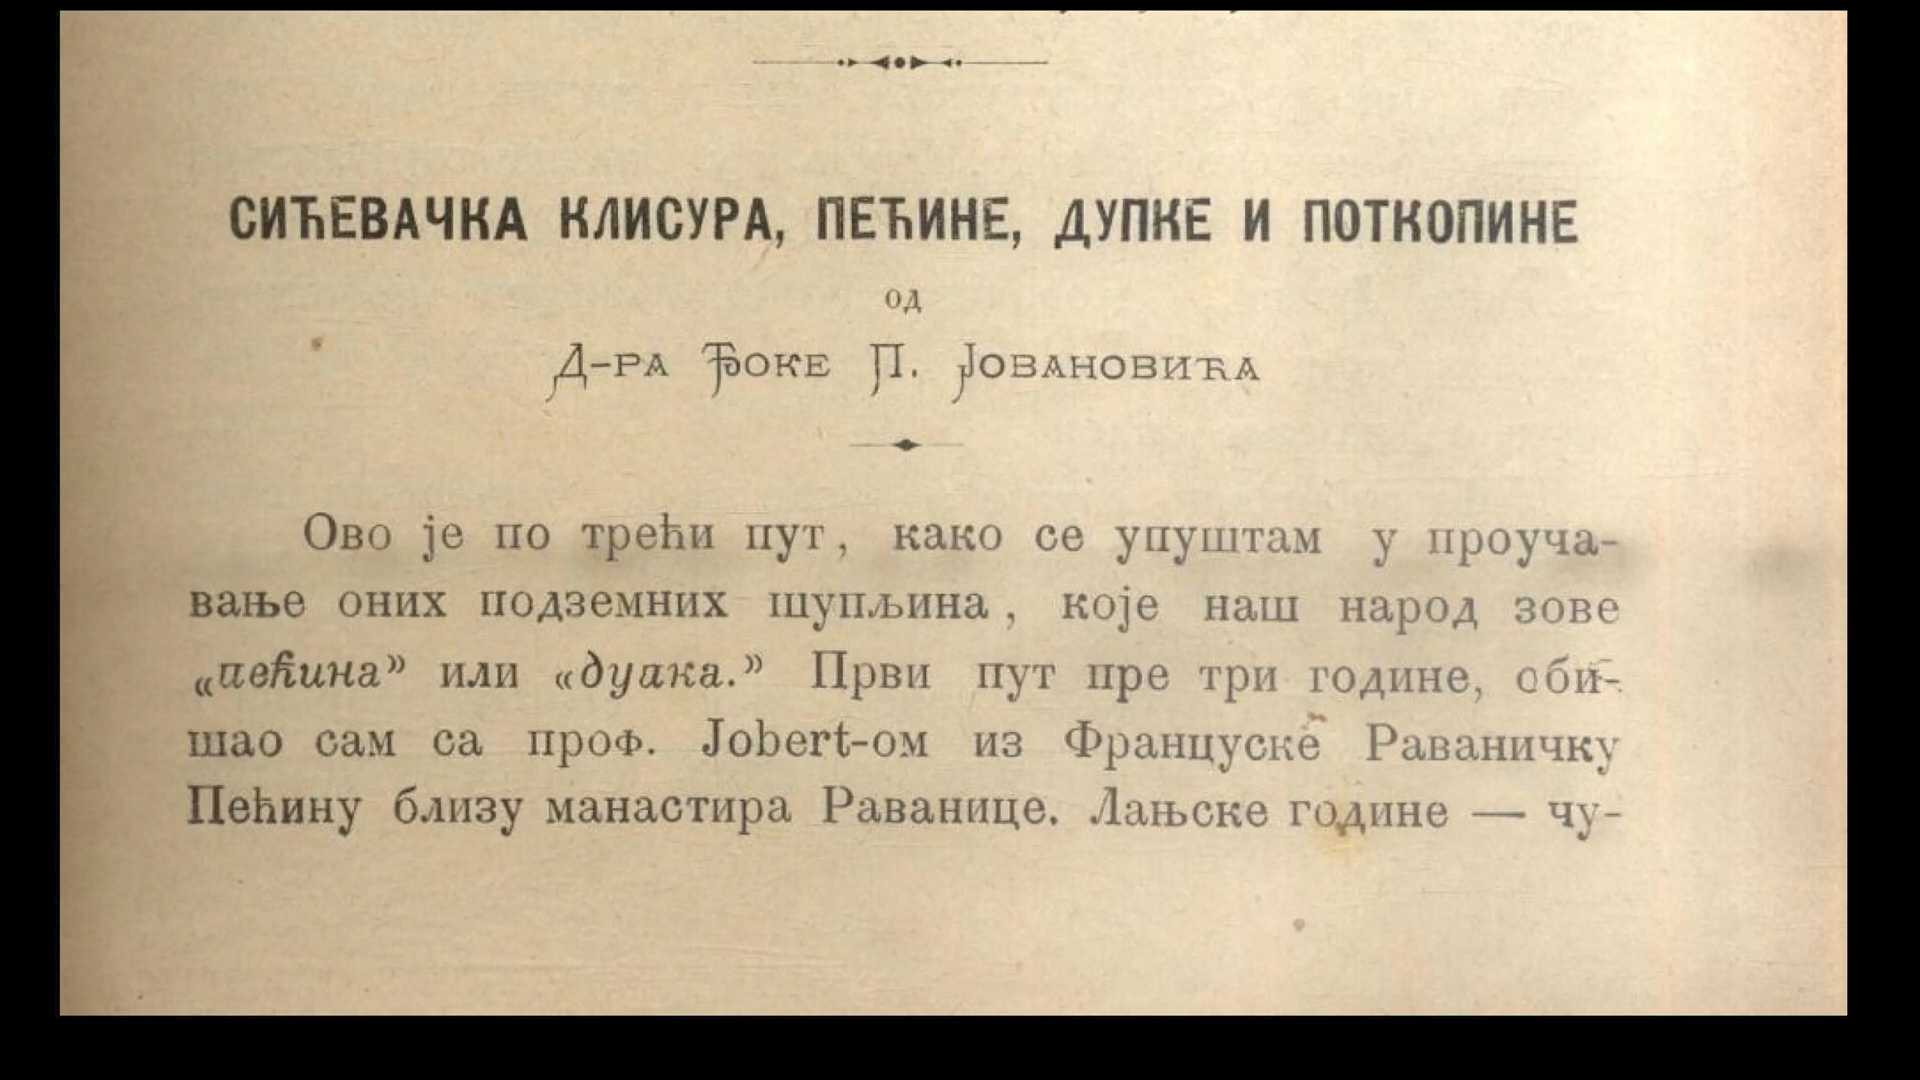 СИЋЕВАЧКА КЛИСУРА, ПЕЋИНЕ, ДУПКЕ И ПОТКОПИНЕ
од
Д-РА ЂОКЕ П. ЈОВАНОВИЋА
Ово је по трећи пут, како се упуштам у проуча-
вање оних подземних шупљина, које наш народ зове
„пећина” или «дупка.” Први пут пре три године, оби-
шао сам са проф. Jobert-ом из Француске Раваничку
Пећину близу манастира Раванице. Лањске године — чу-